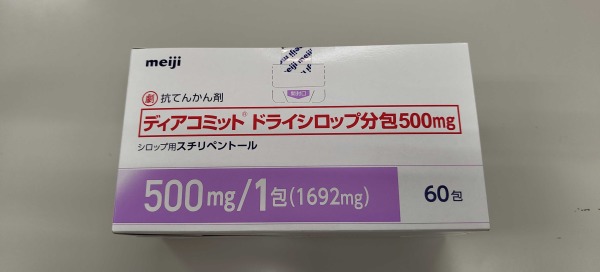 meiji
劇 抗てんかん剤
ディアコミット® ドライシロップ分包500mg
シロップ用スチリペントール
500mg/1包(1692mg)
60包